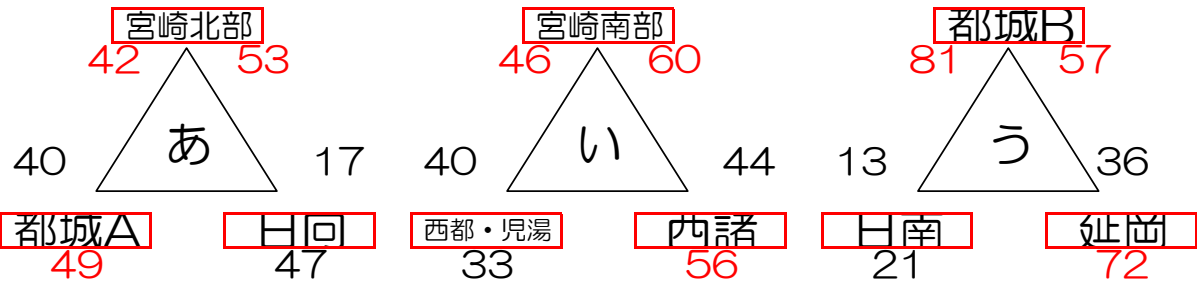 宮崎北部 宮崎南部 都城B
42 53 46 60 81 57
あ い う
40 17 40 44 13 36
都城A 日向 西都・児湯 西諸 日南 延岡
49 47 33 56 21 72